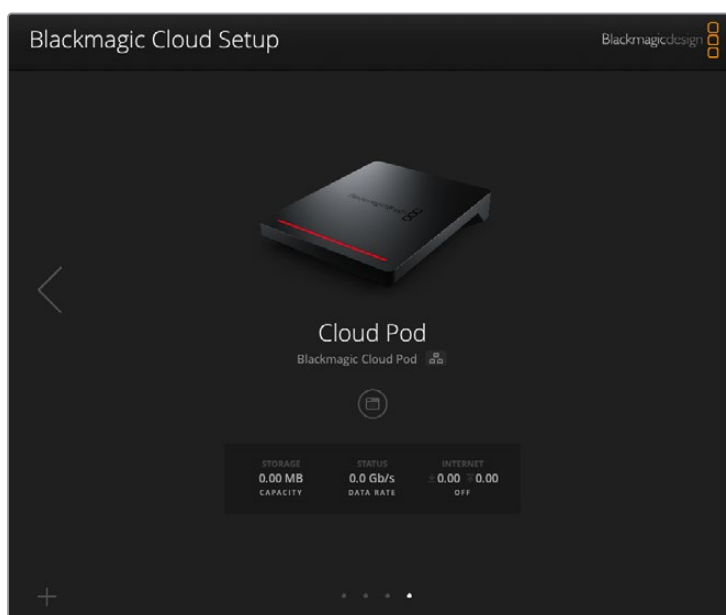 Blackmagic Cloud Setup
Blackmagicdesign
Blackmagicdesign
Cloud Pod
Blackmagic Cloud Pod
STORAGE STATUS INTERNET
0.00 MB 0.0 Gb/s ±0.00 ∓0.00
CAPACITY DATA RATE OFF